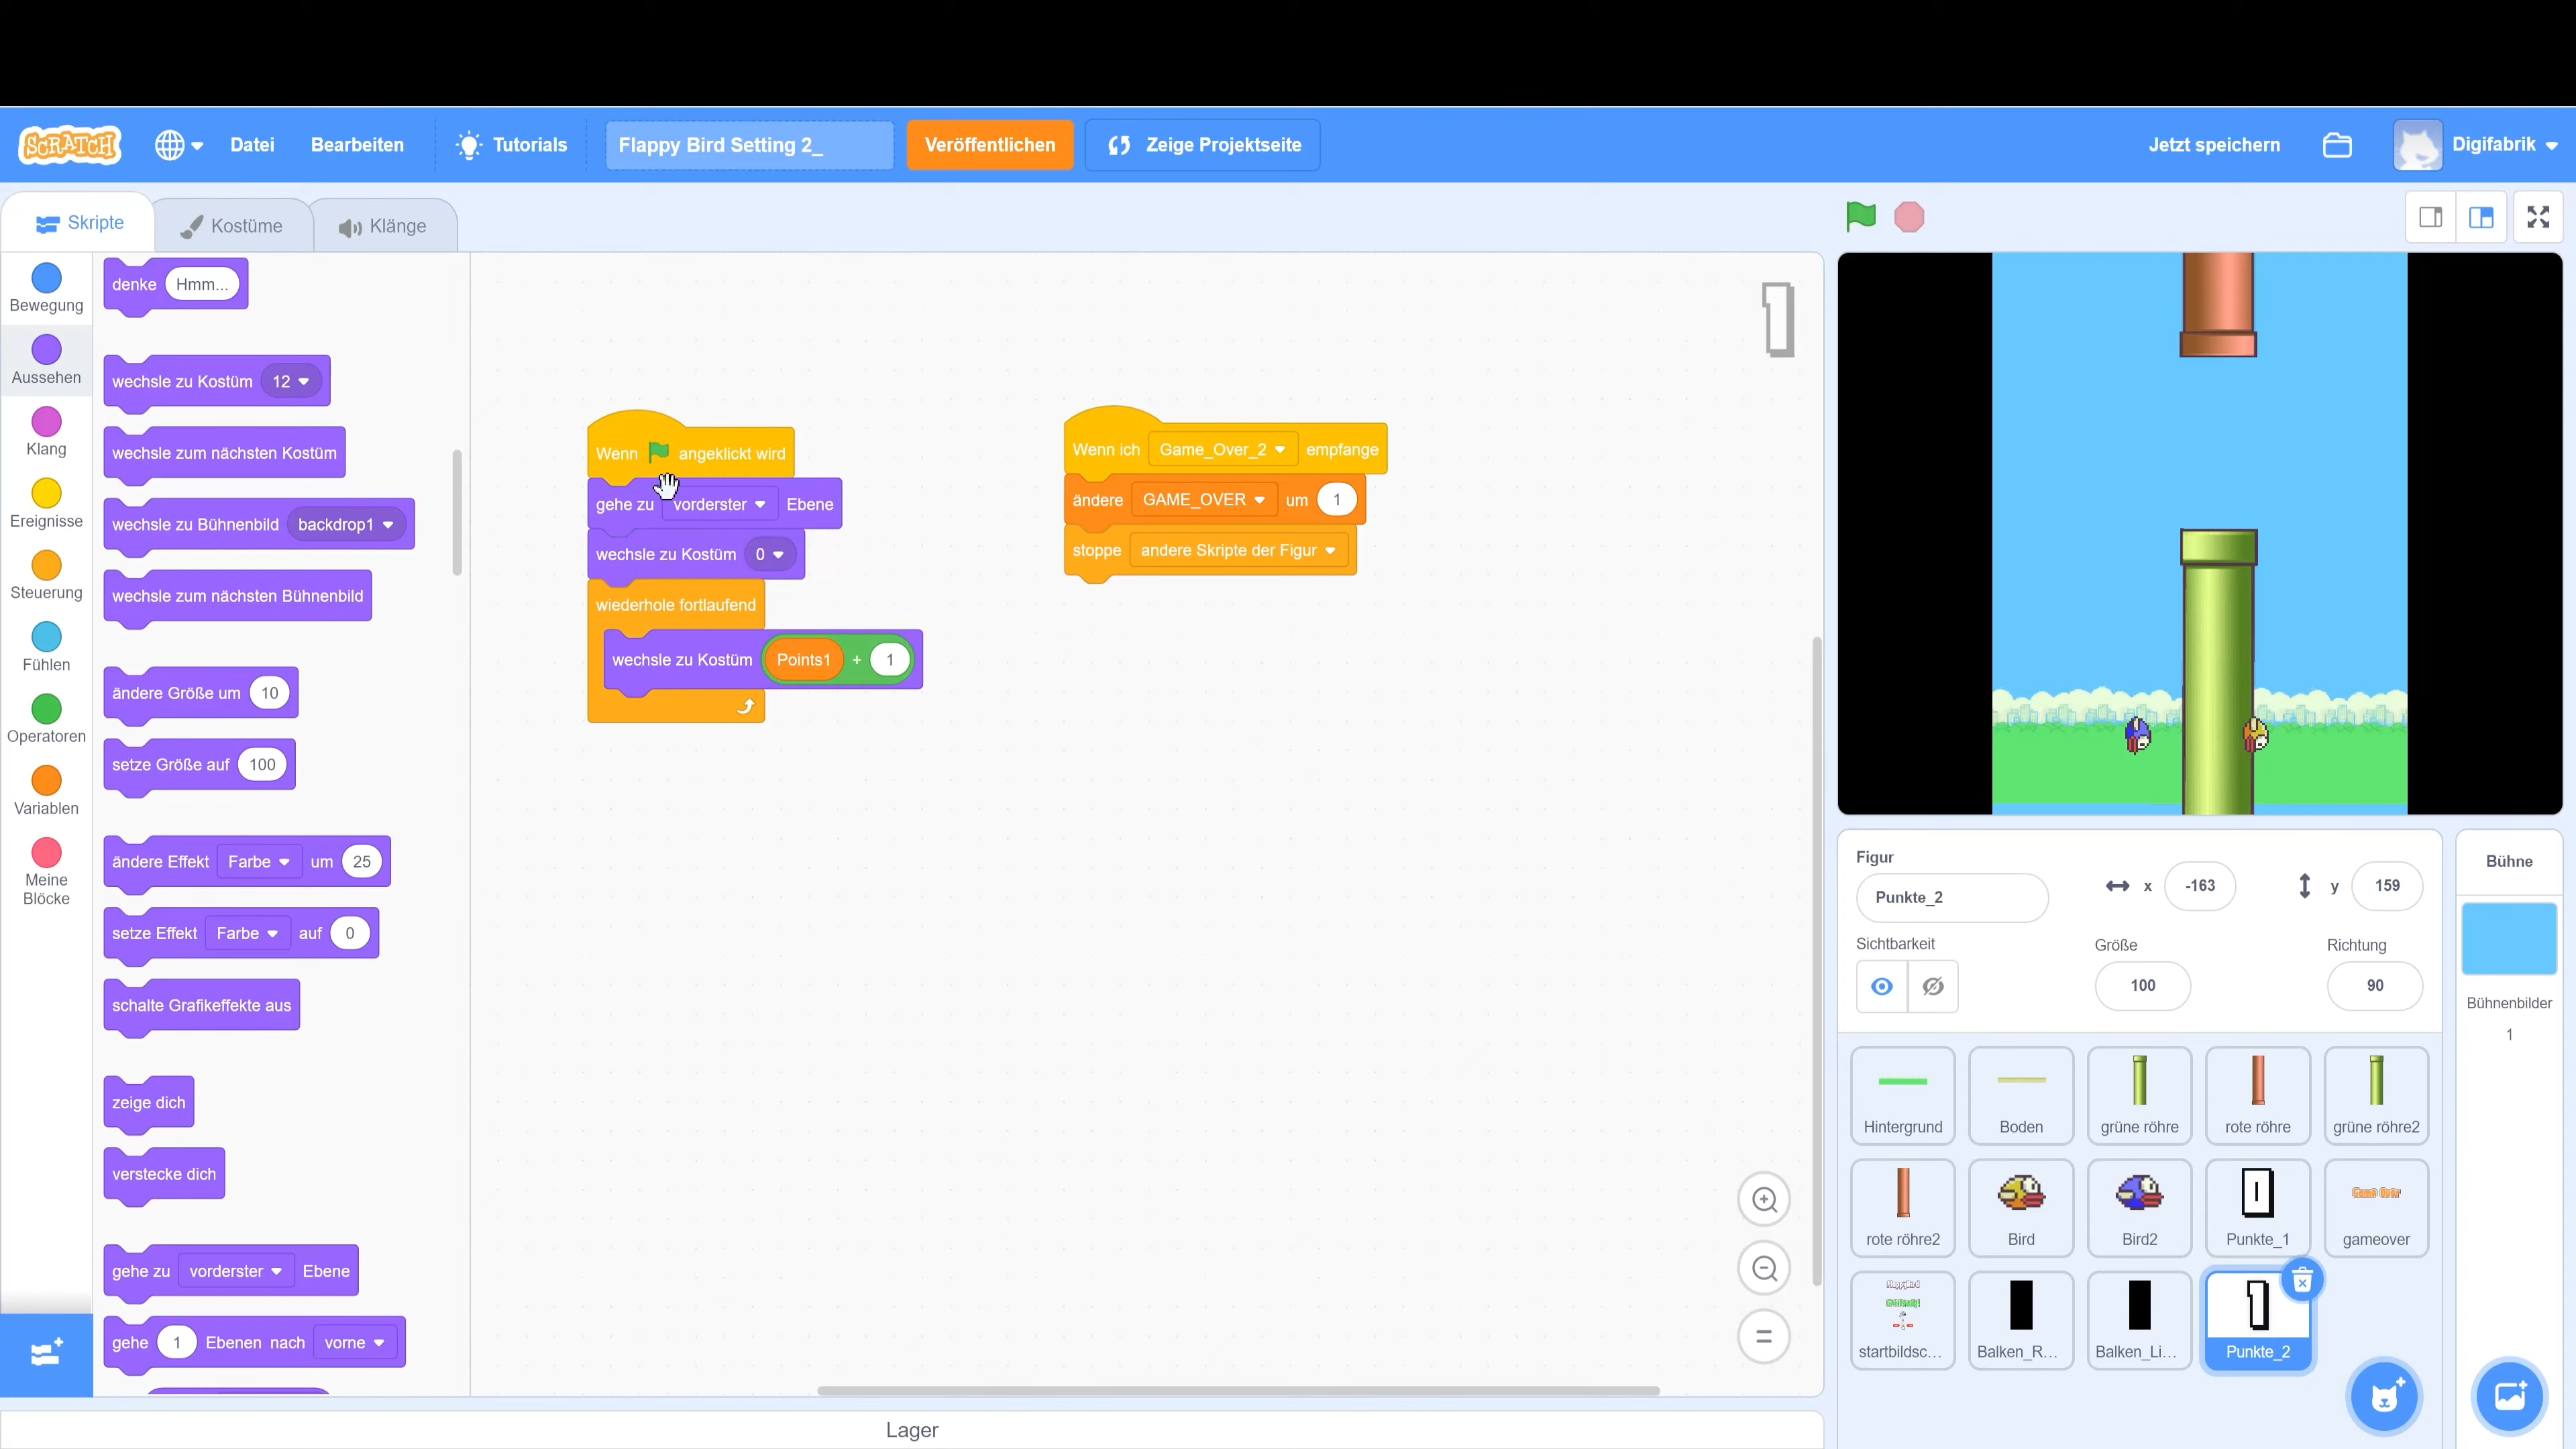 SCRATCH
Datei
Bearbeiten
Tutorials
Flappy Bird Setting 2_
Veröffentlichen
Zeige Projektseite
Jetzt speichern
Digifabrik
Skripte
Kostüme
Klänge
Bewegung
Aussehen
Klang
Ereignisse
Steuerung
Fühlen
Operatoren
Variablen
Meine
Blöcke
denke Hmm...
wechsle zu Kostüm 12
wechsle zum nächsten Kostüm
wechsle zu Bühnenbild backdrop1
wechsle zum nächsten Bühnenbild
ändere Größe um 10
setze Größe auf 100
ändere Effekt Farbe um 25
setze Effekt Farbe auf 0
schalte Grafikeffekte aus
zeige dich
verstecke dich
gehe zu vorderster Ebene
gehe 1 Ebenen nach vorne
Wenn angeklickt wird
gehe zu vorderster Ebene
wechsle zu Kostüm 0
wiederhole fortlaufend
wechsle zu Kostüm Points1 + 1
Wenn ich Game_Over_2 empfange
ändere GAME_OVER um 1
stoppe andere Skripte der Figur
1
Lager
Figur
Punkte_2
x -163
y 159
Sichtbarkeit
Größe
100
Richtung
90
Hintergrund
Boden
grüne röhre
rote röhre
grüne röhre2
rote röhre2
Bird
Bird2
0
Punkte_1
Game Over
gameover
startbildsc...
Balken_R...
Balken_Li...
1
Punkte_2
Bühne
Bühnenbilder
1